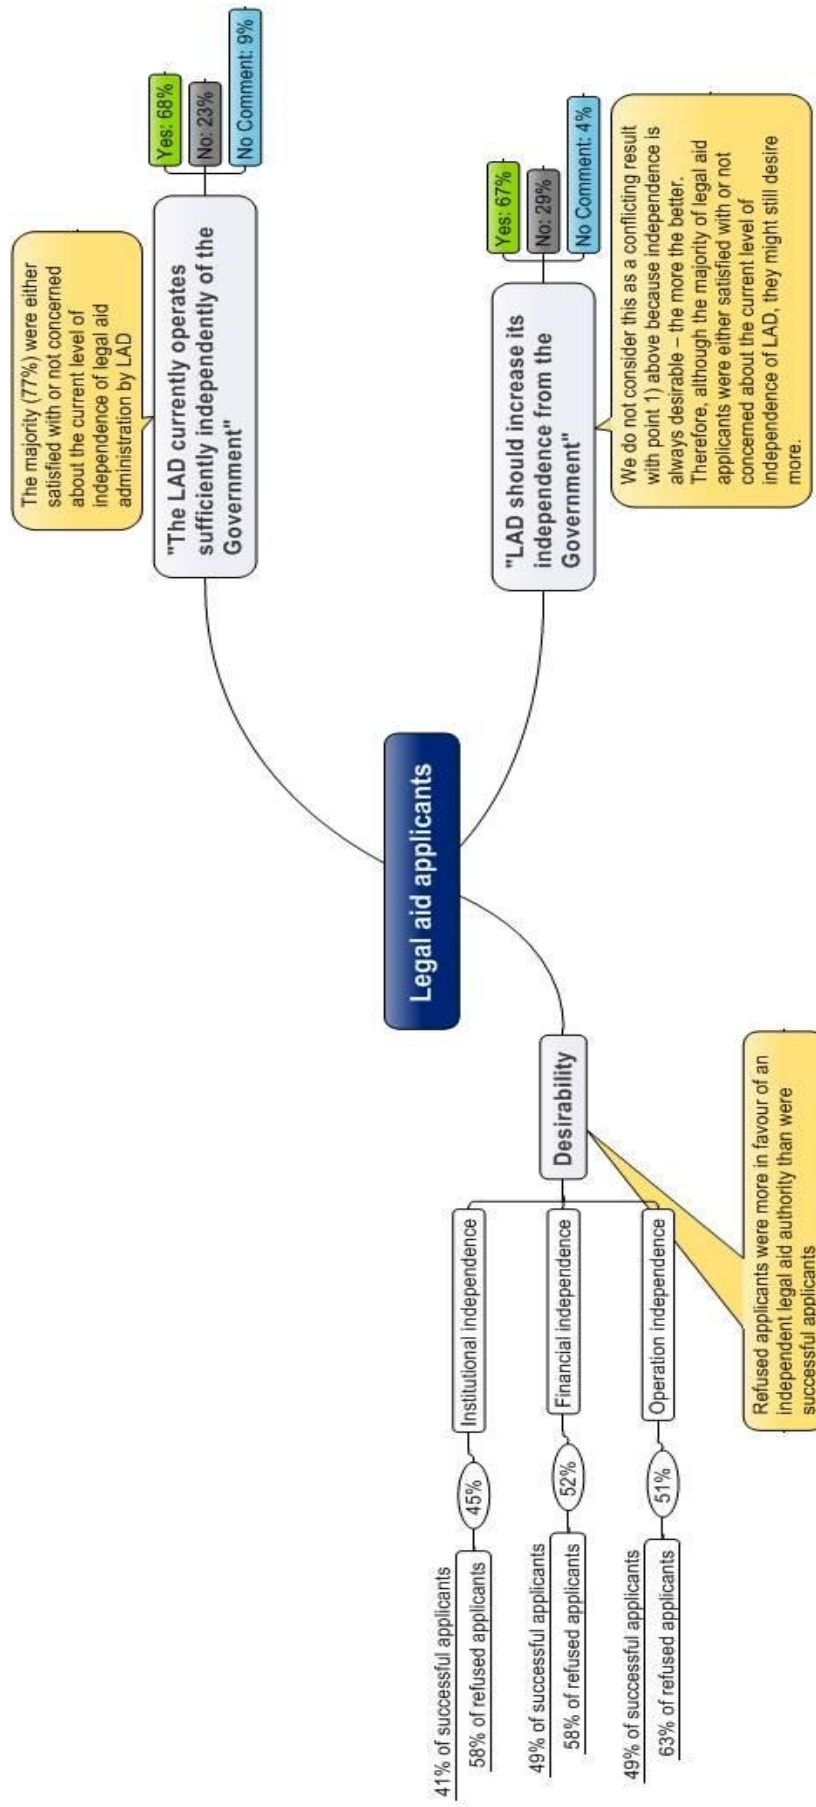 Legal aid applicants
The majority (77%) were either
satisfied with or not concerned
about the current level of
independence of legal aid
administration by LAD
"The LAD currently operates
sufficiently independently of the
Government"
Yes: 68%
No: 23%
No Comment: 9%
"LAD should increase its
independence from the
Government"
Yes: 67%
No: 29%
No Comment: 4%
We do not consider this as a conflicting result
with point 1) above because independence is
always desirable – the more the better.
Therefore, although the majority of legal aid
applicants were either satisfied with or not
concerned about the current level of
independence of LAD, they might still desire
more.
Desirability
Institutional independence
45%
41% of successful applicants
58% of refused applicants
Financial independence
52%
49% of successful applicants
58% of refused applicants
Operation independence
51%
49% of successful applicants
63% of refused applicants
Refused applicants were more in favour of an
independent legal aid authority than were
successful applicants